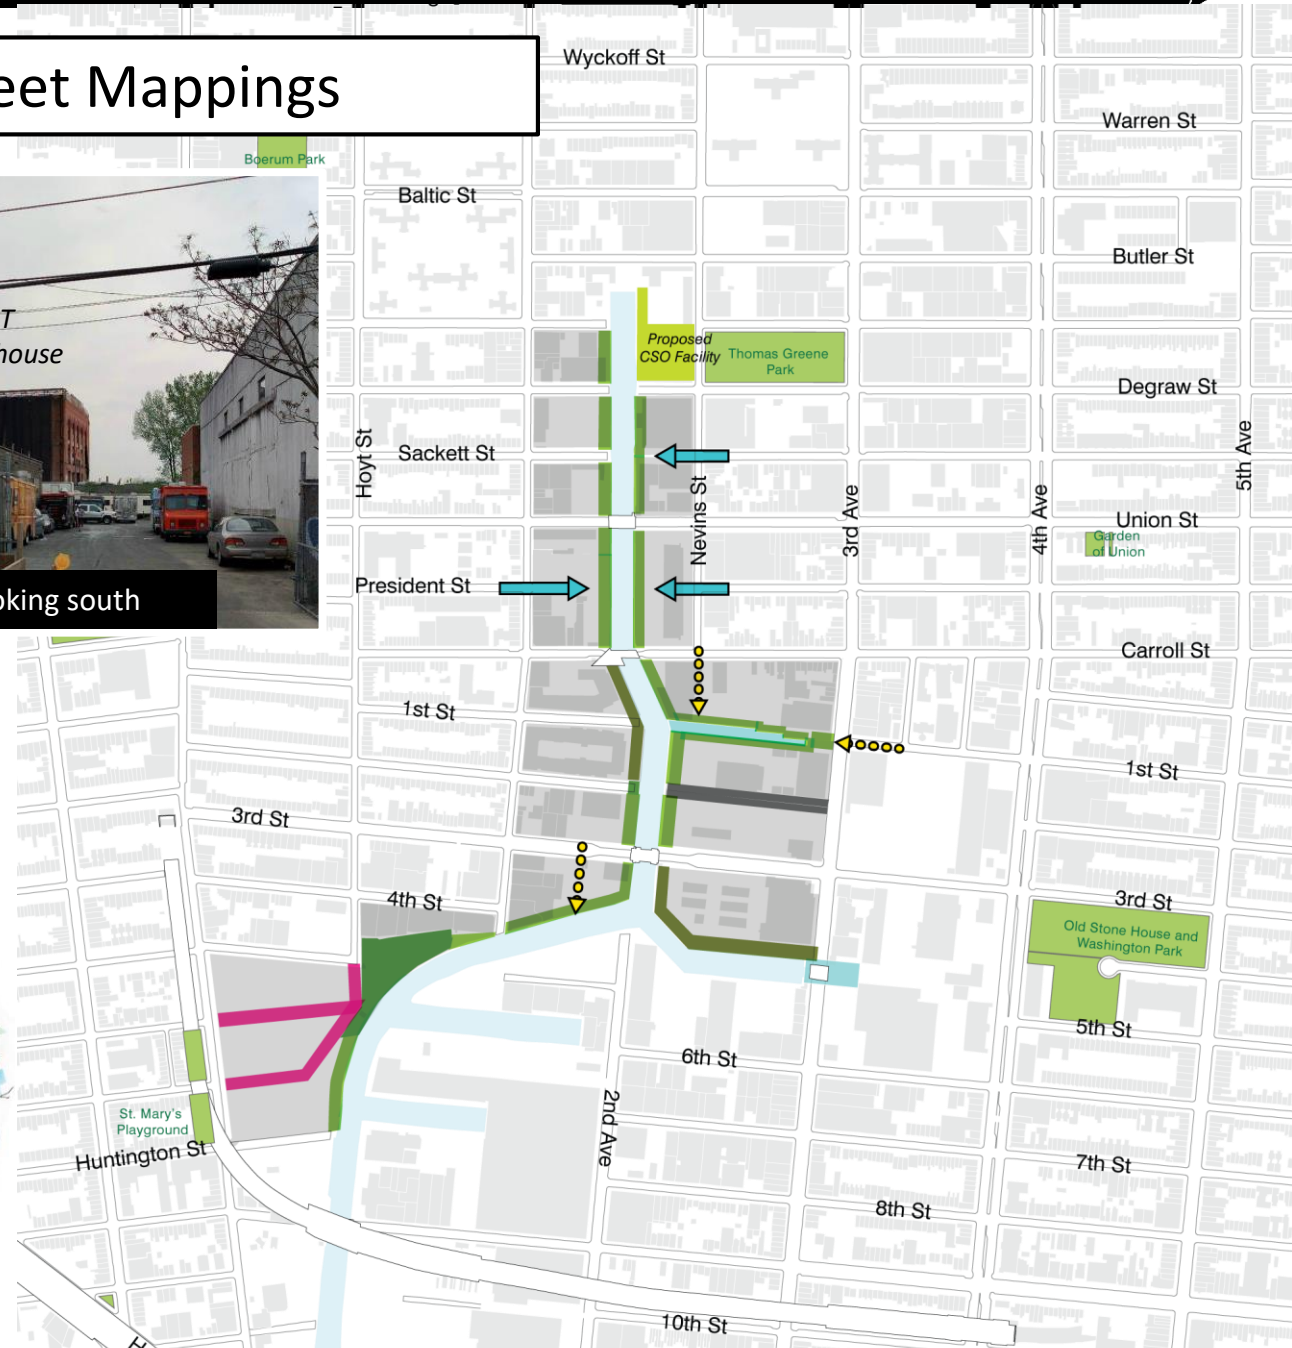 eet Mappings
Wyckoff St
Warren St
Boerum Park
Baltic St
Butler St
T
house
Proposed
CSO Facility
Thomas Greene
Park
Degraw St
Hoyt St
Sackett St
Nevins St
3rd Ave
4th Ave
5th Ave
Union St
Garden
of Union
President St
oking south
Carroll St
1st St
1st St
3rd St
4th St
3rd St
Old Stone House and
Washington Park
5th St
6th St
2nd Ave
St. Mary's
Playground
Huntington St
7th St
8th St
10th St
H